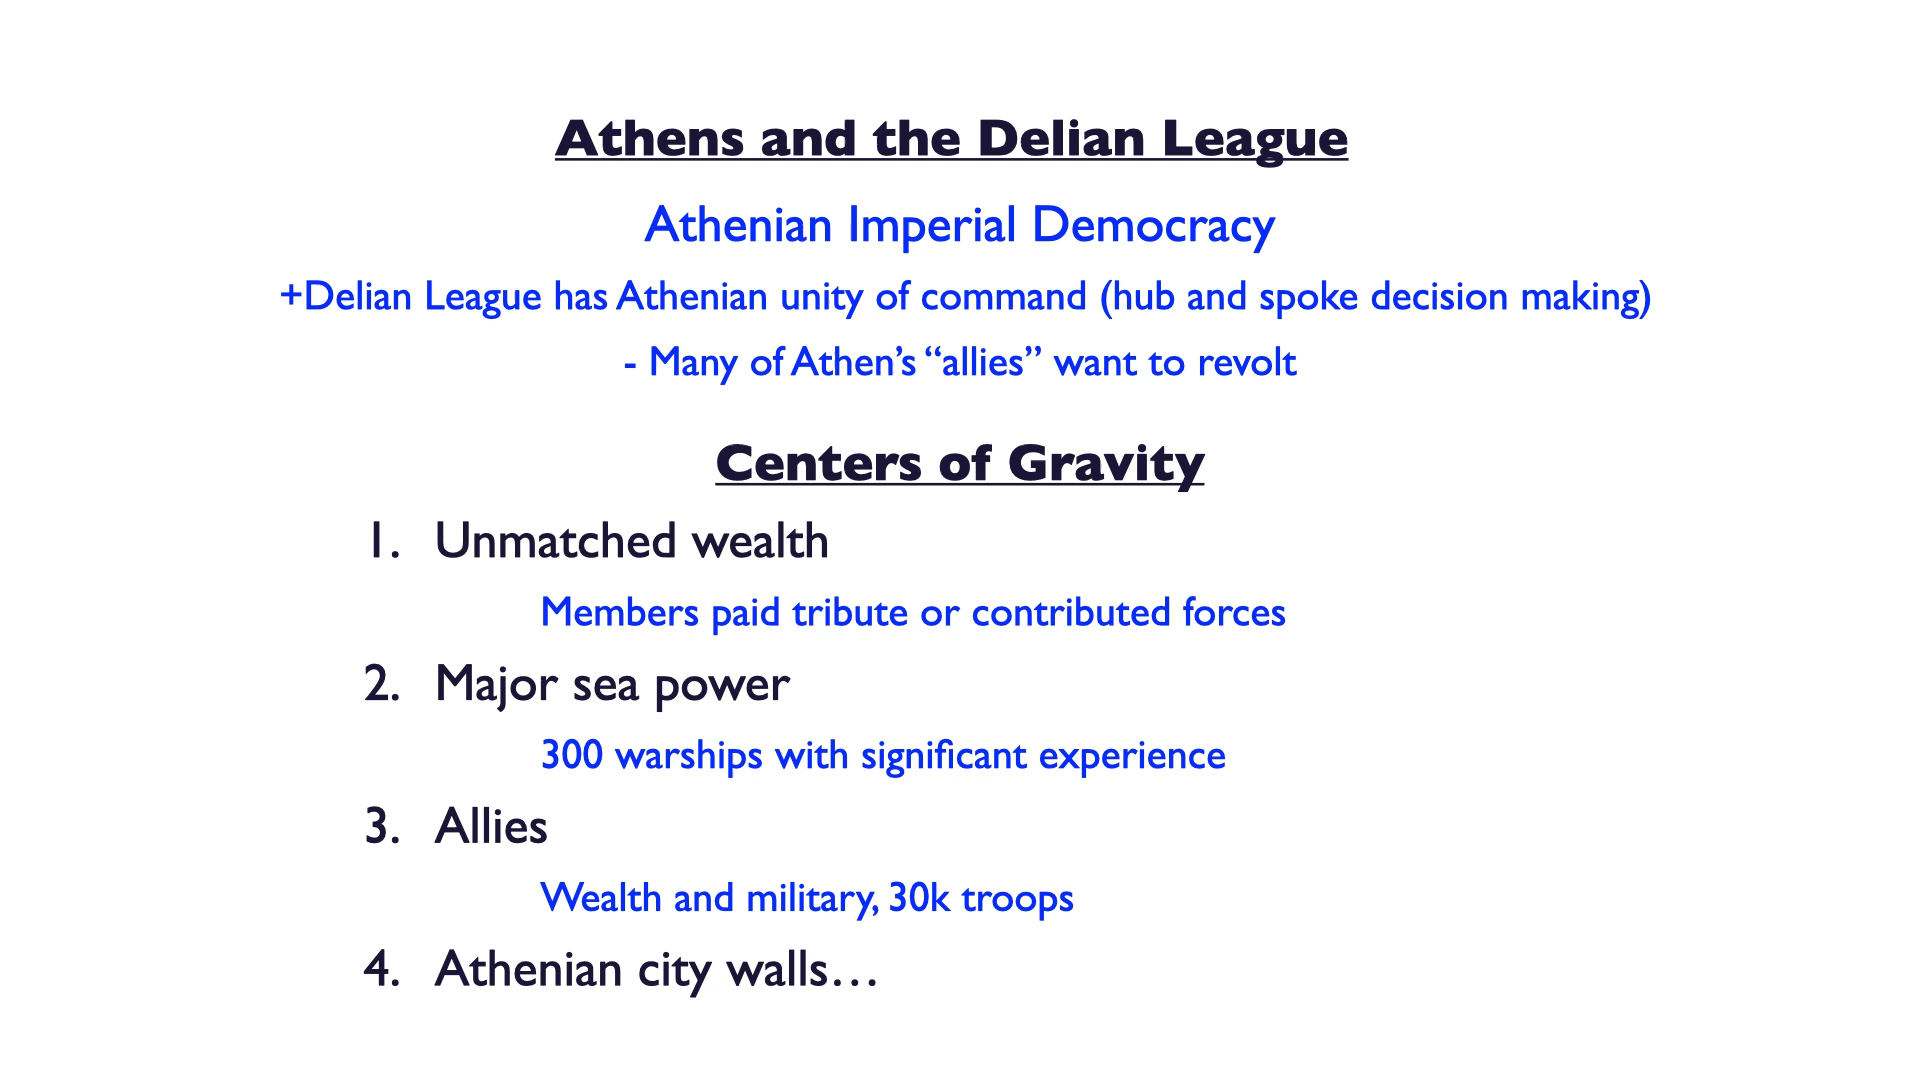 Athens and the Delian League
Athenian Imperial Democracy
+Delian League has Athenian unity of command (hub and spoke decision making)
- Many of Athen’s “allies” want to revolt
Centers of Gravity
1. Unmatched wealth
Members paid tribute or contributed forces
2. Major sea power
300 warships with significant experience
3. Allies
Wealth and military, 30k troops
4. Athenian city walls…